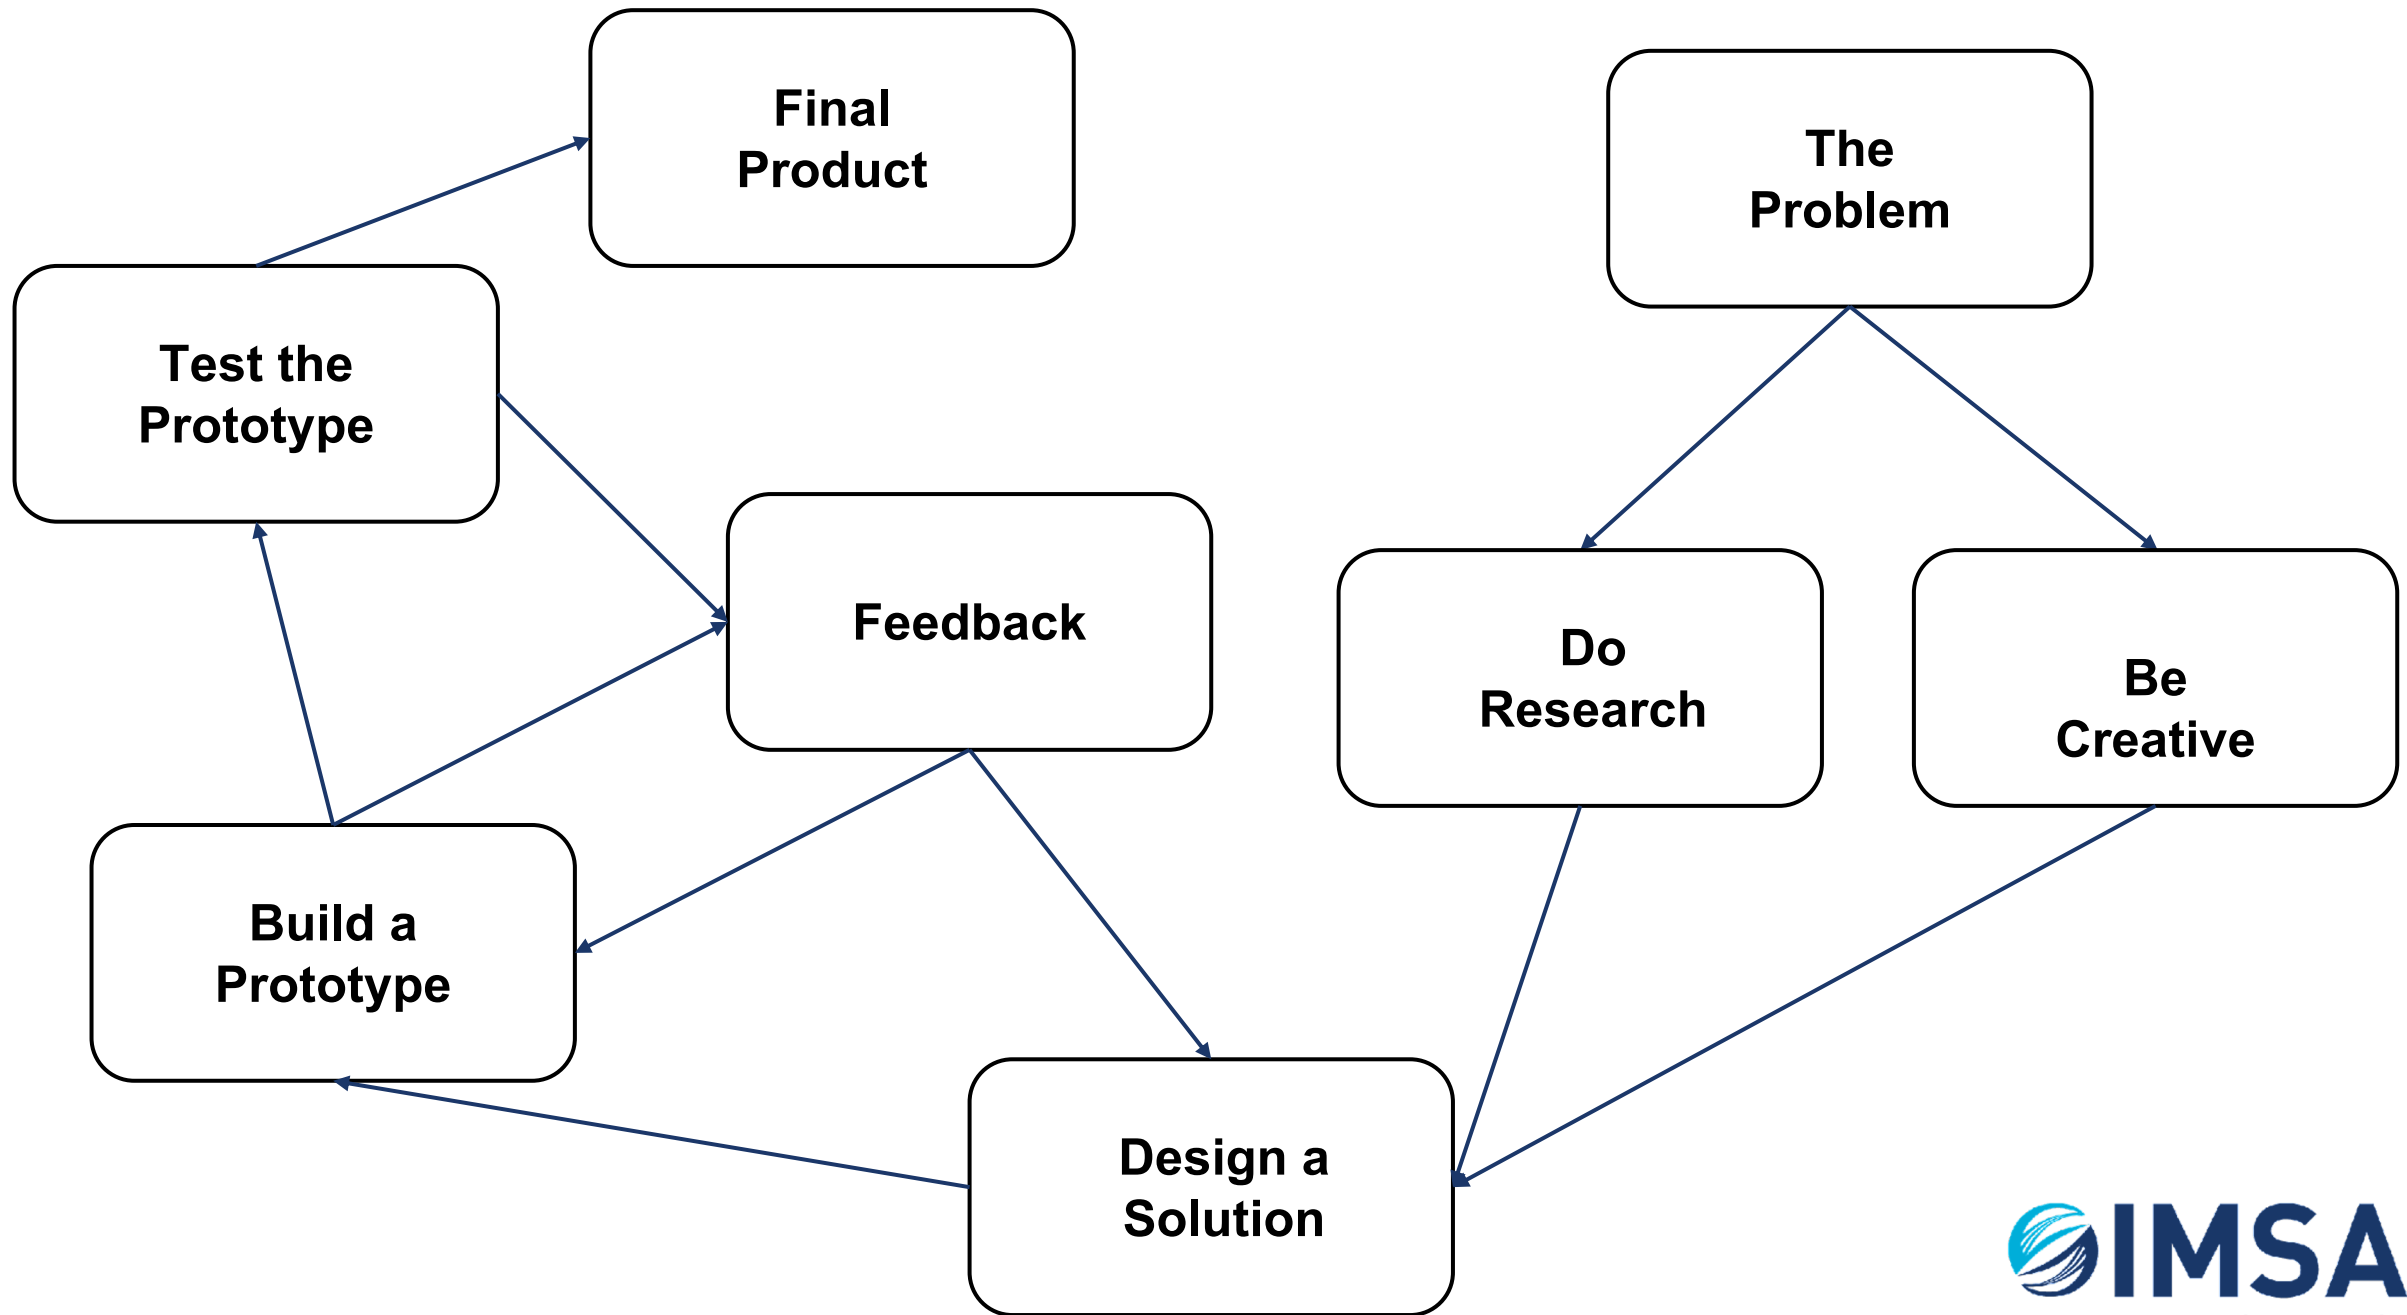 Final
Product
The
Problem
Test the
Prototype
Feedback
Do
Research
Be
Creative
Build a
Prototype
Design a
Solution
IMSA